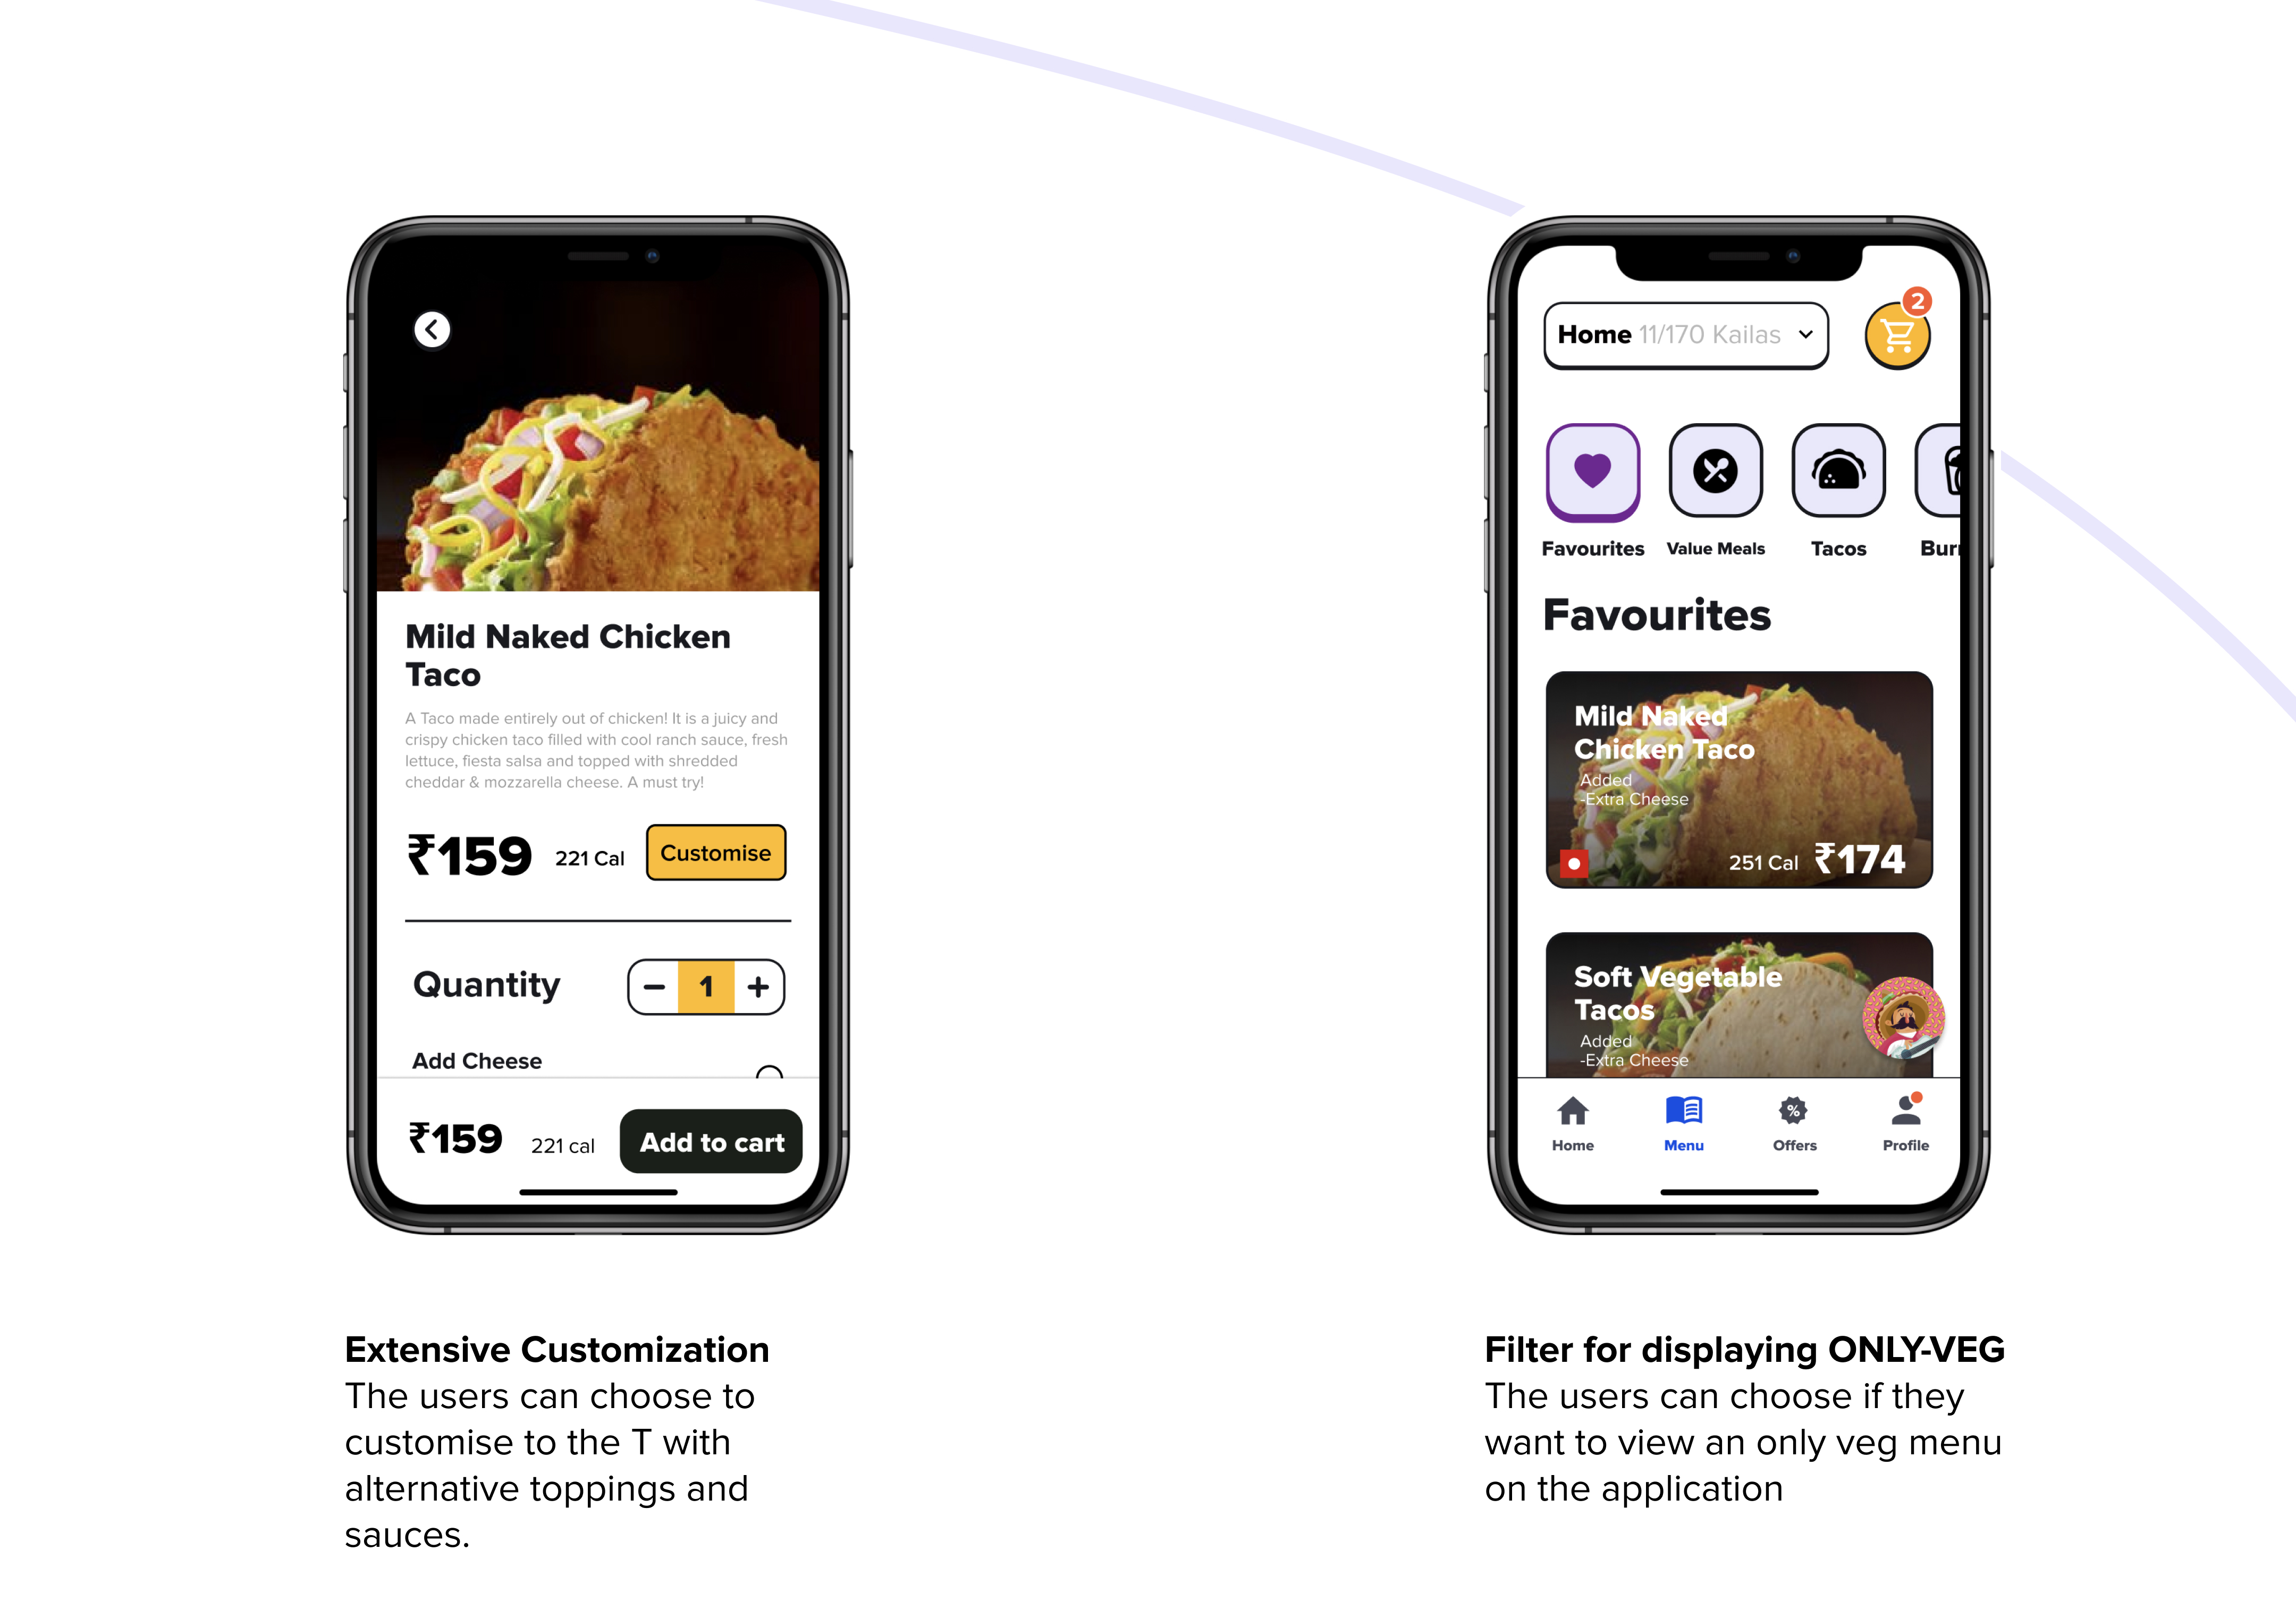 Mild Naked Chicken
Taco
A Taco made entirely out of chicken! It is a juicy and
crispy chicken taco filled with cool ranch sauce, fresh
lettuce, fiesta salsa and topped with shredded
cheddar & mozzarella cheese. A must try!
₹159 221 Cal Customise
Quantity 1
Add Cheese
₹159 221 cal Add to cart
Extensive Customization
The users can choose to
customise to the T with
alternative toppings and
sauces.
2
Home 11/170 Kailas
Favourites Value Meals Tacos Burr
Favourites
Mild Naked
Chicken Taco
Added
-Extra Cheese
251 Cal ₹174
Soft Vegetable
Tacos
Added
-Extra Cheese
%
Home Menu Offers Profile
Filter for displaying ONLY-VEG
The users can choose if they
want to view an only veg menu
on the application